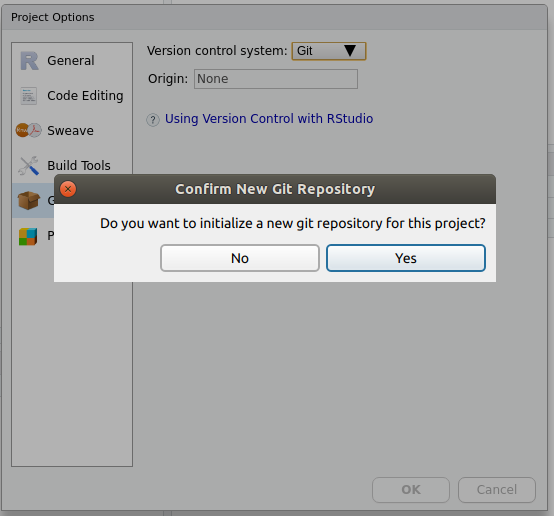 Project Options
General
Code Editing
Sweave
Build Tools
G
P
Version control system: Git
Origin: None
? Using Version Control with RStudio
Confirm New Git Repository
Do you want to initialize a new git repository for this project?
No Yes
OK Cancel